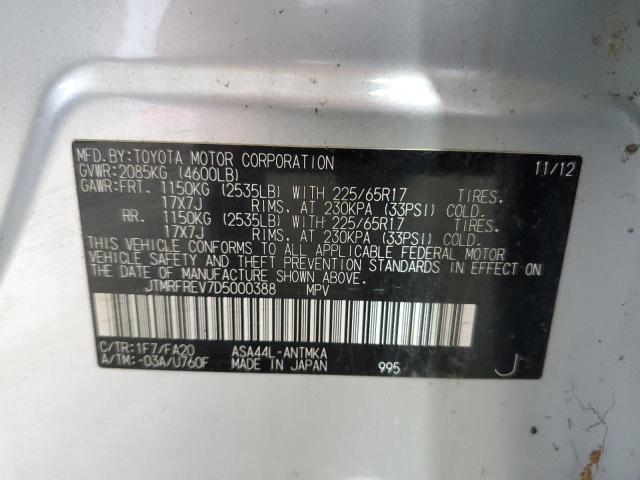 MFD.BY:TOYOTA MOTOR CORPORATION 11/12
GVWR:2085KG (4600LB)
GAWR:FRT. 1150KG (2535LB) WITH 225/65R17 TIRES.
17X7J RIMS. AT 230KPA (33PSI) COLD.
RR. 1150KG (2535LB) WITH 225/65R17 TIRES.
17X7J RIMS. AT 230KPA (33PSI) COLD.
THIS VEHICLE CONFORMS TO ALL APPLICABLE FEDERAL MOTOR
VEHICLE SAFETY AND THEFT PREVENTION STANDARDS IN EFFECT ON
THE DATE OF MANUFACTURE SHOWN ABOVE.
JTMRFREV7D5000388 MPV
C/TR:1F7/FA20 ASA44L-ANTMKA
A/TM:-03A/U760F MADE IN JAPAN 995 J